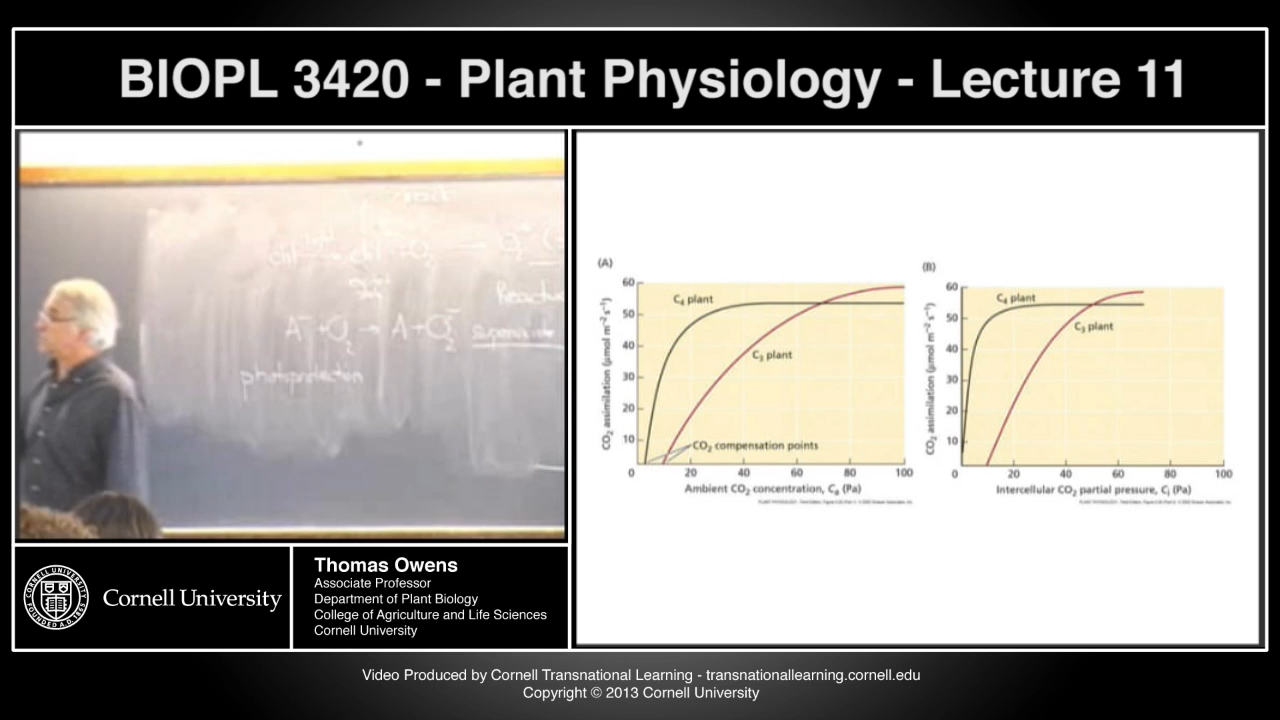 BIOPL 3420 - Plant Physiology - Lecture 11
A⁻ + O₂ → A + O₂⁻
photoprotection
(A)
60
50
40
30
20
10
0
20
40
60
80
100
C₄ plant
C₃ plant
CO₂ compensation points
CO₂ assimilation (µmol m⁻² s⁻¹)
Ambient CO₂ concentration, Cₐ (Pa)
(B)
60
50
40
30
20
10
0
20
40
60
80
100
C₄ plant
C₃ plant
CO₂ assimilation (µmol m⁻² s⁻¹)
Intercellular CO₂ partial pressure, Cᵢ (Pa)
Cornell University
Thomas Owens
Associate Professor
Department of Plant Biology
College of Agriculture and Life Sciences
Cornell University
Video Produced by Cornell Transnational Learning - transnationallearning.cornell.edu
Copyright © 2013 Cornell University